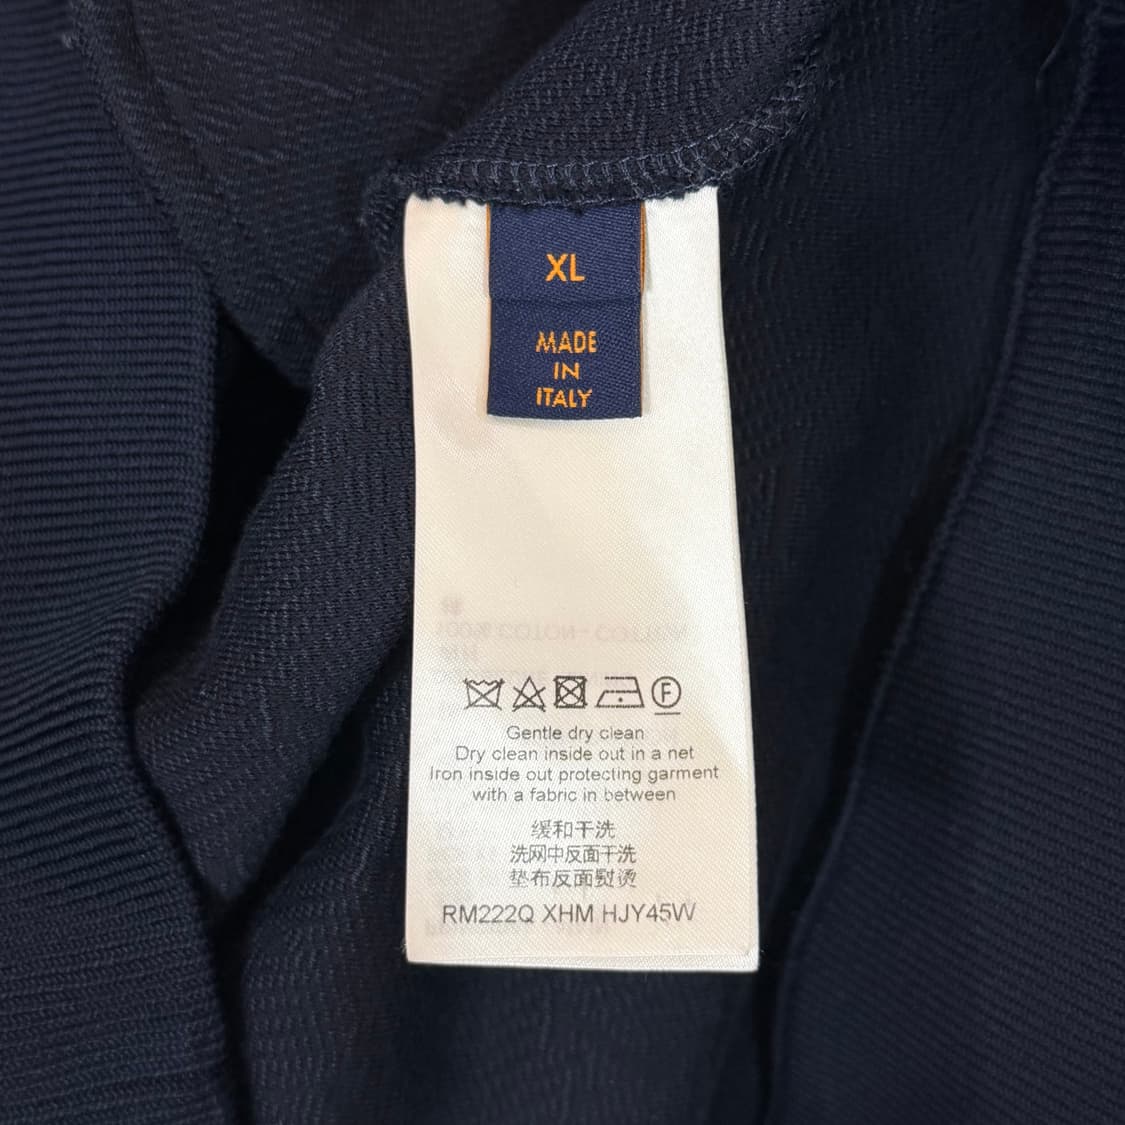 XL
MADE
IN
ITALY
F
Gentle dry clean
Dry clean inside out in a net
Iron inside out protecting garment
with a fabric in between
缓和干洗
洗网中反面干洗
垫布反面熨烫
RM222Q XHM HJY45W